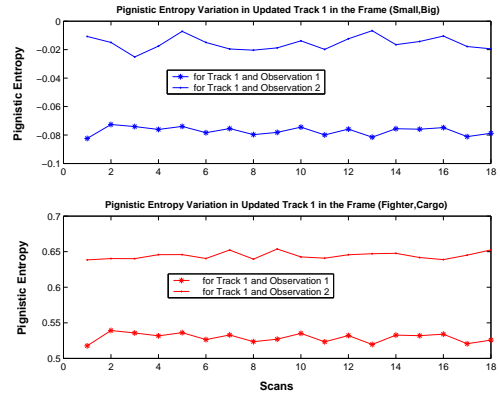 Pignistic Entropy Variation in Updated Track 1 in the Frame (Small,Big)
0
−0.02
−0.04
−0.06
−0.08
−0.1
Pignistic Entropy
for Track 1 and Observation 1
for Track 1 and Observation 2
0 2 4 6 8 10 12 14 16 18
Pignistic Entropy Variation in Updated Track 1 in the Frame (Fighter,Cargo)
0.7
0.65
0.6
0.55
0.5
Pignistic Entropy
for Track 1 and Observation 1
for Track 1 and Observation 2
0 2 4 6 8 10 12 14 16 18
Scans